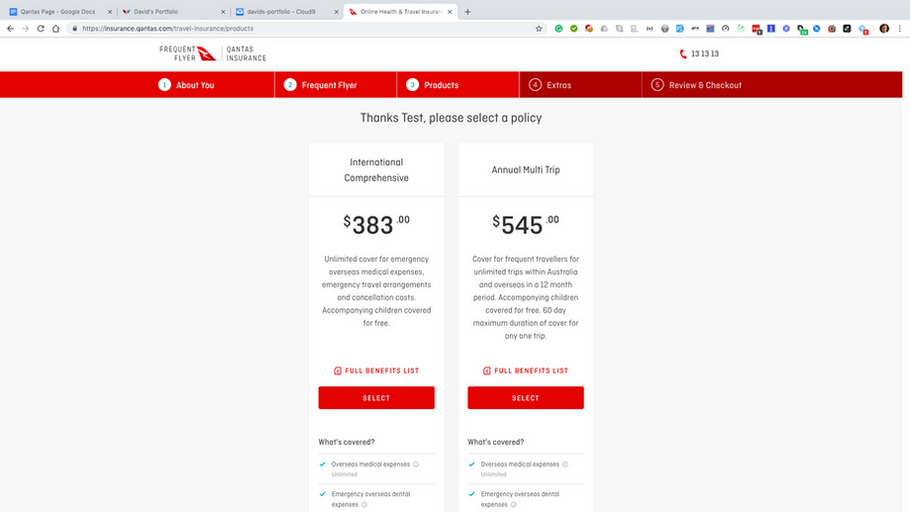 Qantas Page - Google Docs
David's Portfolio
davids-portfolio - Cloud9
Online Health & Travel Insuran
https://insurance.qantas.com/travel-insurance/products
FREQUENT FLYER
QANTAS INSURANCE
13 13 13
1 About You
2 Frequent Flyer
3 Products
4 Extras
5 Review & Checkout
Thanks Test, please select a policy
International
Comprehensive
$383.00
Unlimited cover for emergency
overseas medical expenses,
emergency travel arrangements
and cancellation costs.
Accompanying children covered
for free.
FULL BENEFITS LIST
SELECT
What's covered?
Overseas medical expenses
Unlimited
Emergency overseas dental
expenses
Annual Multi Trip
$545.00
Cover for frequent travellers for
unlimited trips within Australia
and overseas in a 12 month
period. Accompanying children
covered for free. 60 day
maximum duration of cover for
any one trip.
FULL BENEFITS LIST
SELECT
What's covered?
Overseas medical expenses
Unlimited
Emergency overseas dental
expenses